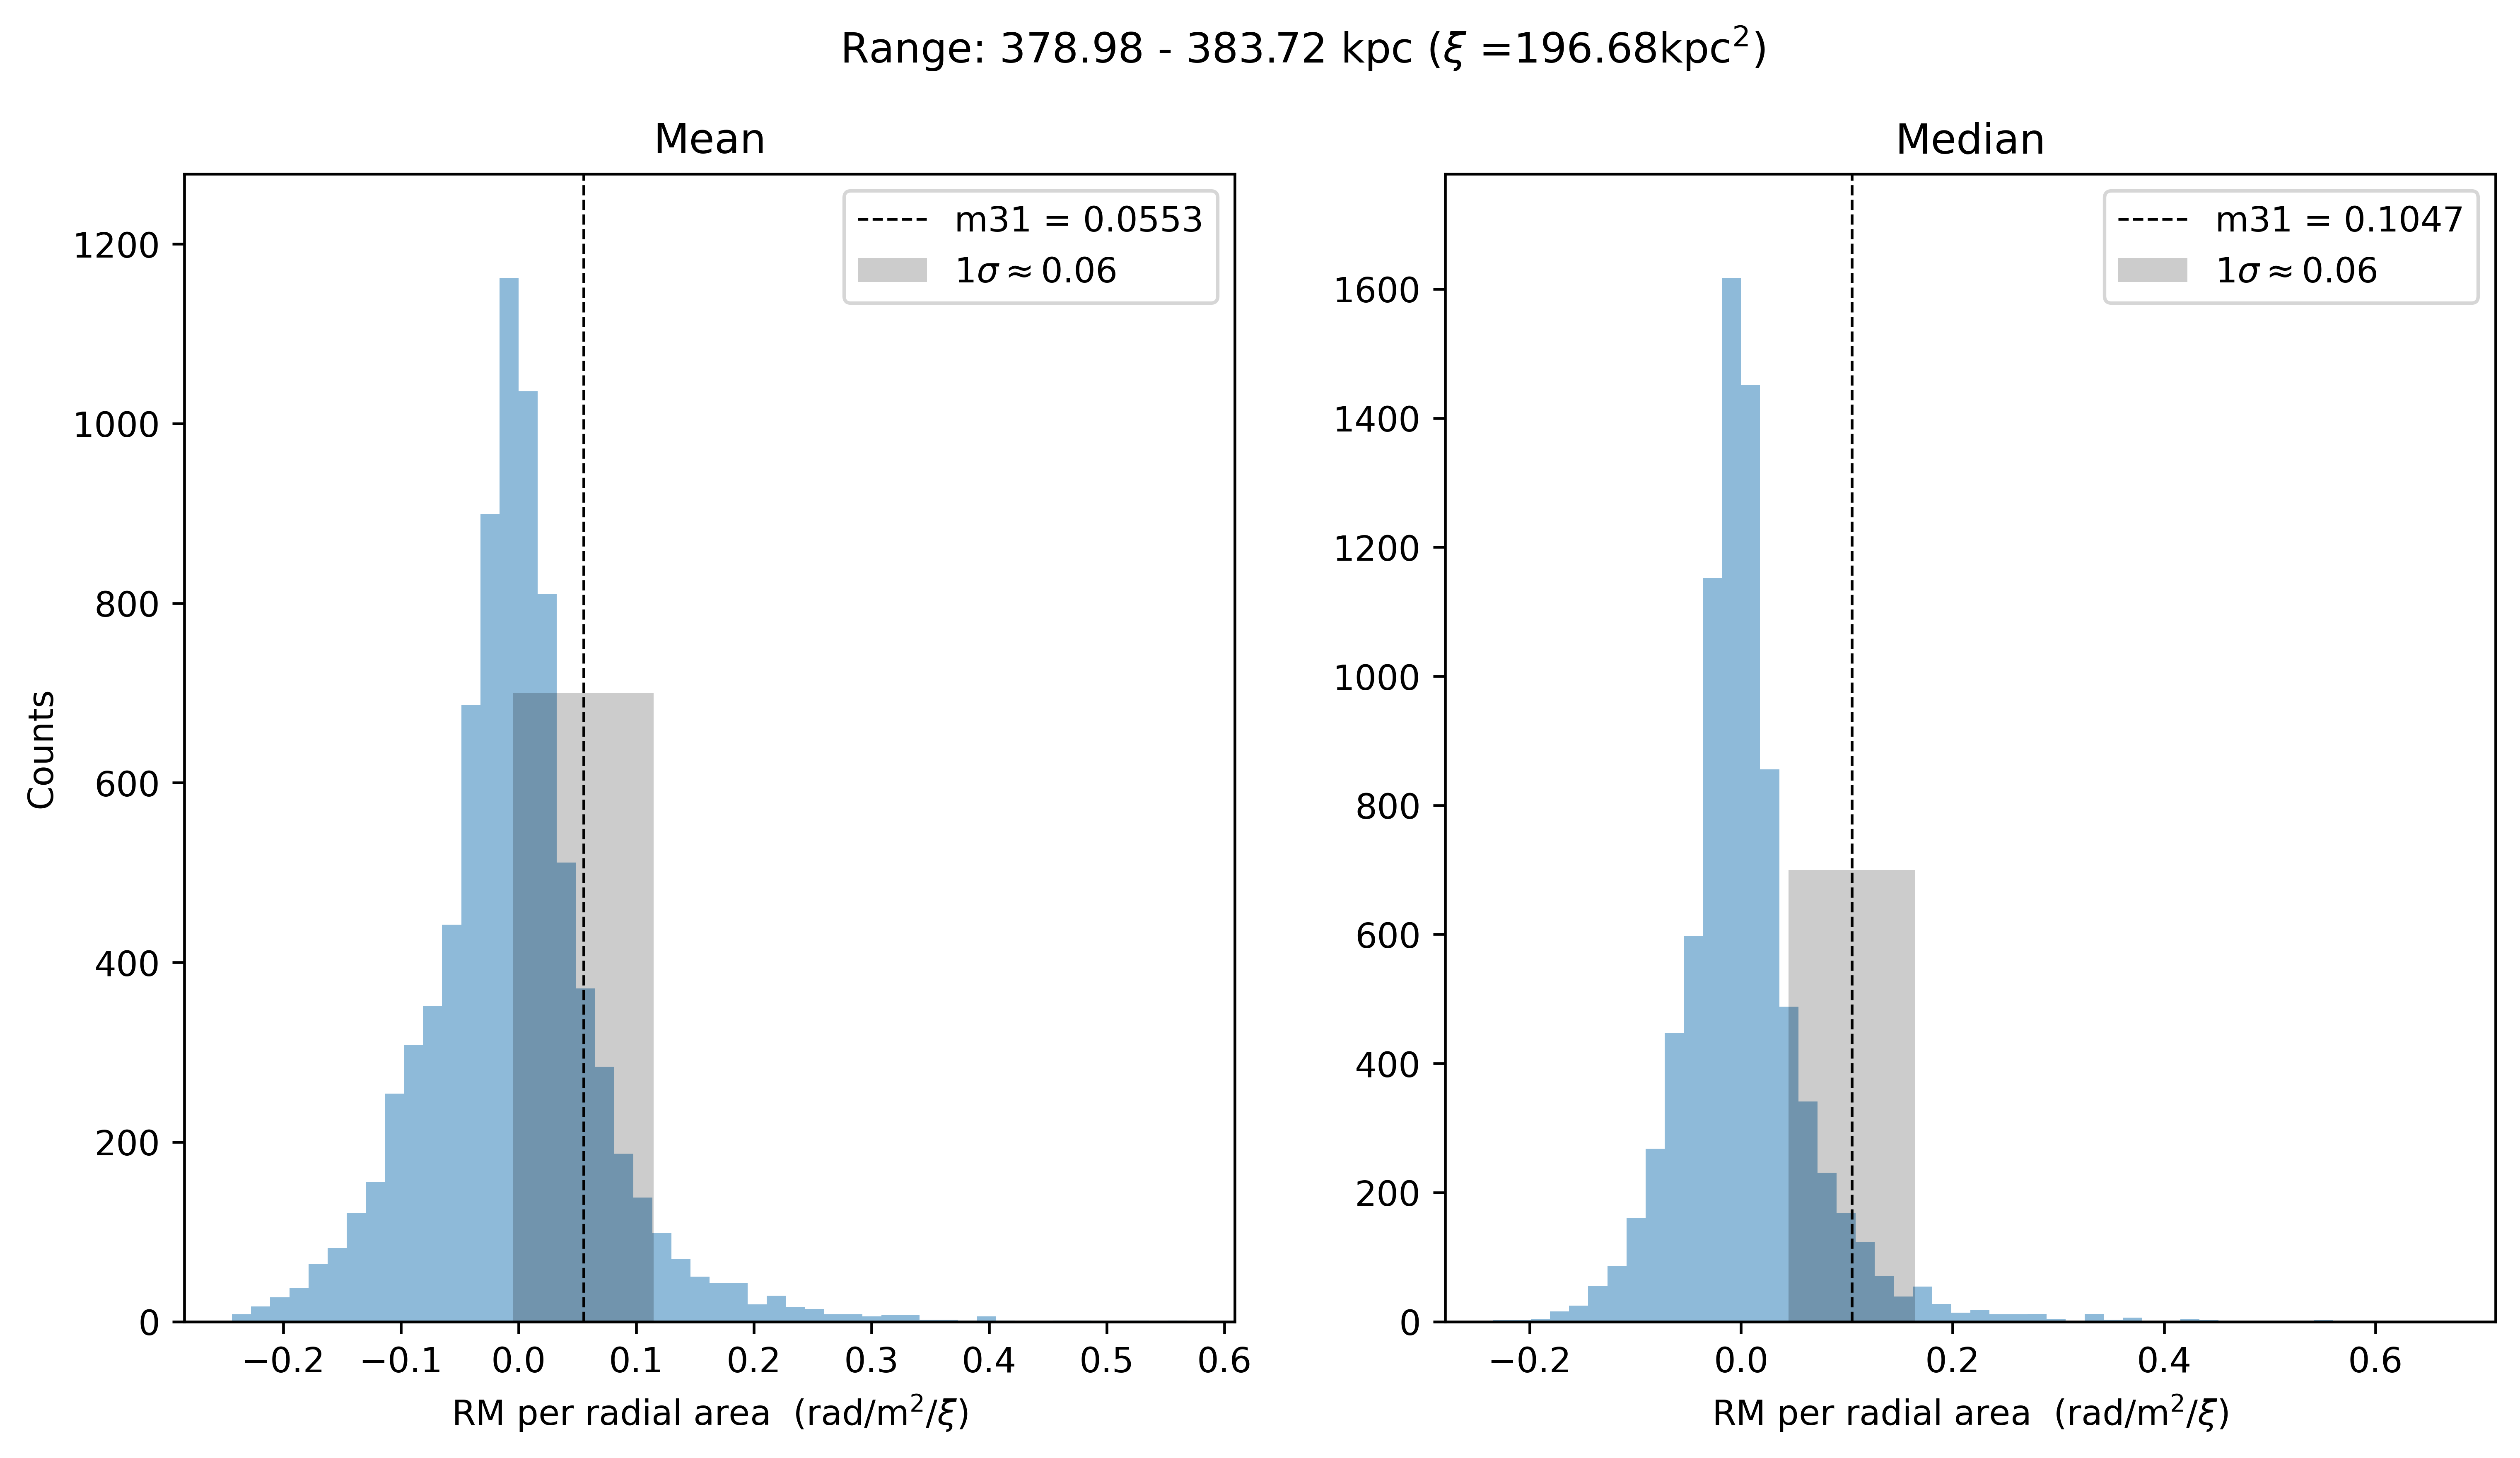 Range: 378.98 - 383.72 kpc (ξ =196.68kpc²)
Mean
m31 = 0.0553
1σ ≈ 0.06
1200
1000
800
600
400
200
0
Counts
−0.2 −0.1 0.0 0.1 0.2 0.3 0.4 0.5 0.6
RM per radial area (rad/m²/ξ)
Median
m31 = 0.1047
1σ ≈ 0.06
1600
1400
1200
1000
800
600
400
200
0
−0.2 0.0 0.2 0.4 0.6
RM per radial area (rad/m²/ξ)